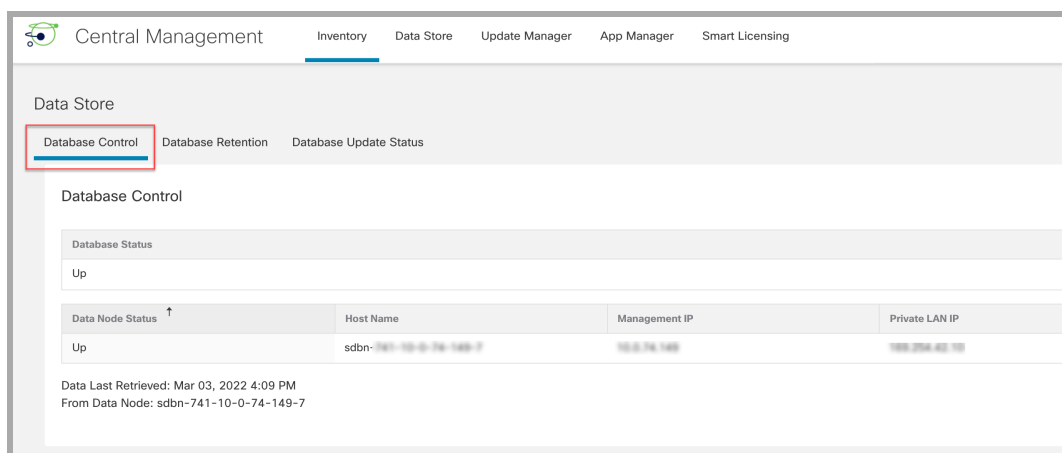 Central Management Inventory Data Store Update Manager App Manager Smart Licensing
Data Store
Database Control Database Retention Database Update Status
Database Control
Database Status
Up
Data Node Status ↑ Host Name Management IP Private LAN IP
Up sdbn-
Data Last Retrieved: Mar 03, 2022 4:09 PM
From Data Node: sdbn-741-10-0-74-149-7